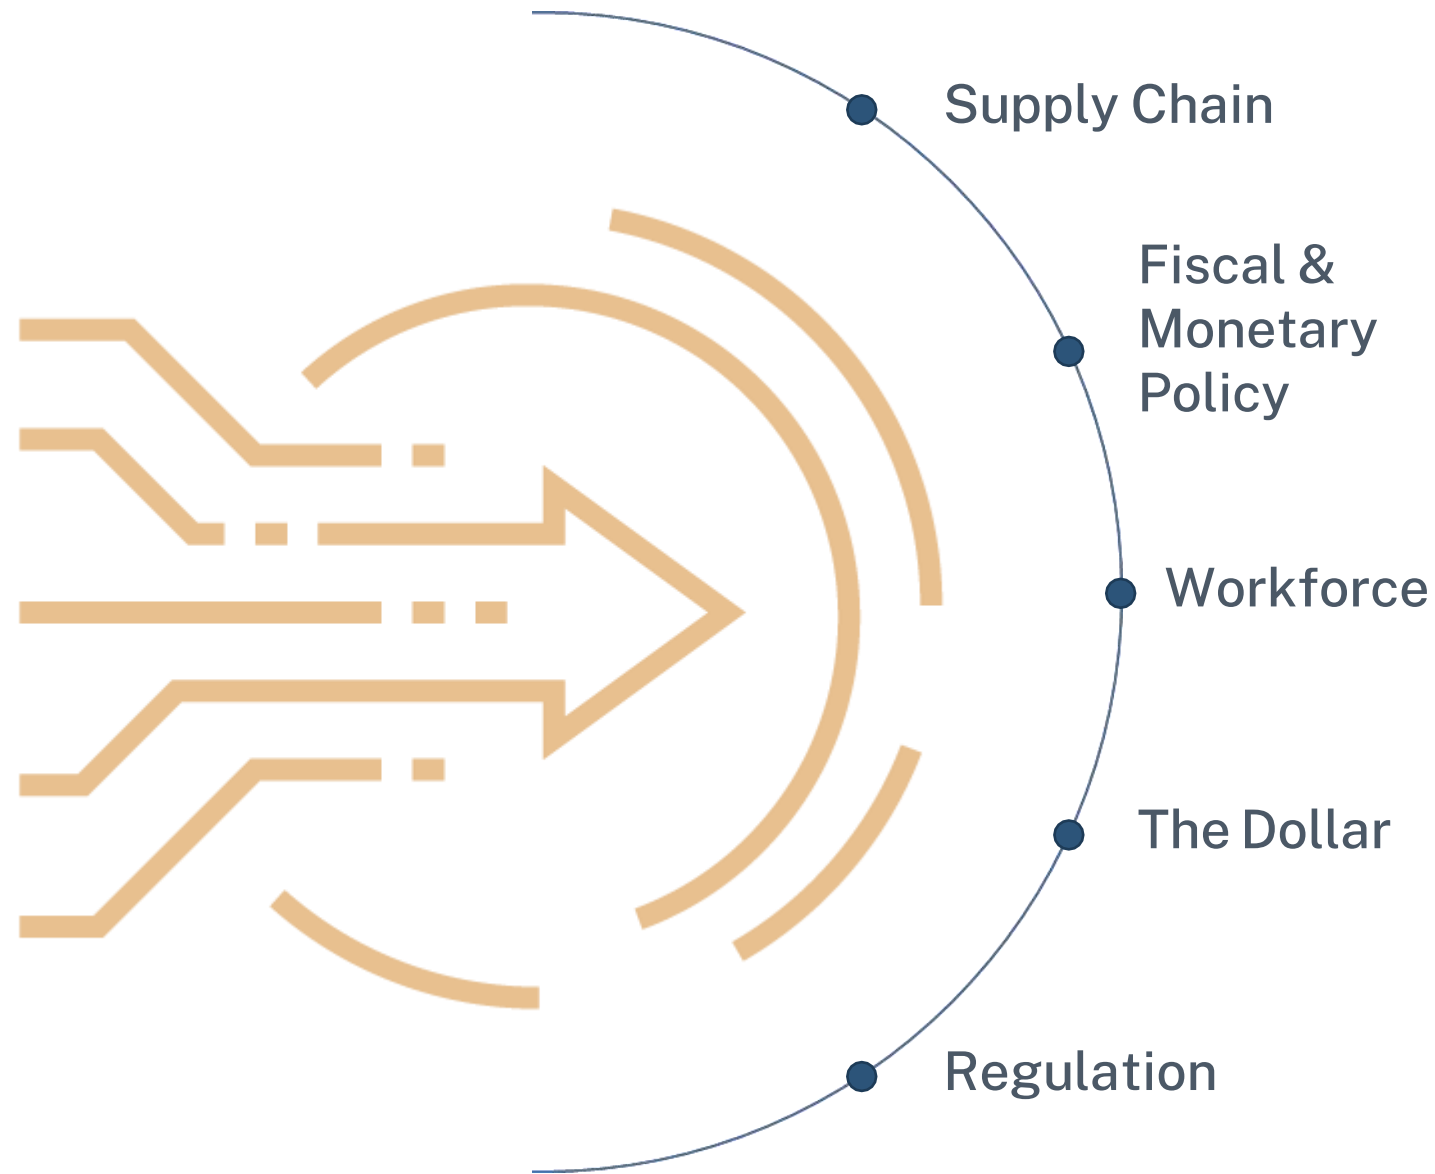 Supply Chain
Fiscal &
Monetary
Policy
Workforce
The Dollar
Regulation